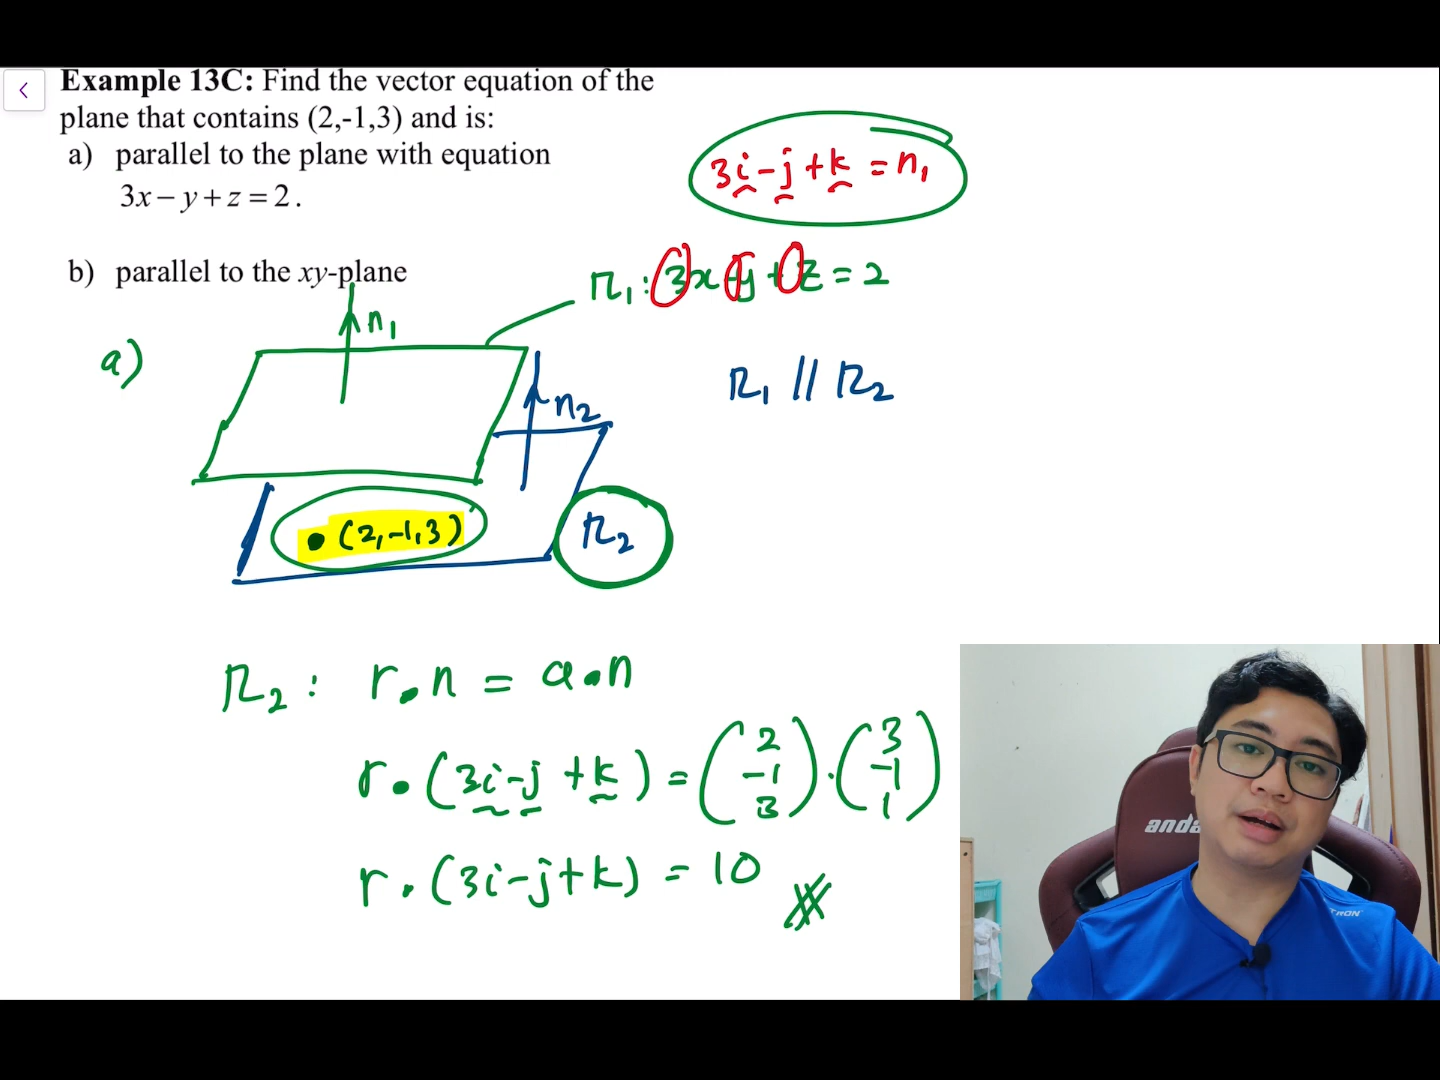 Example 13C: Find the vector equation of the
plane that contains (2,-1,3) and is:
a) parallel to the plane with equation
3x − y + z = 2.
3i - j + k = n₁
b) parallel to the xy-plane
π₁: 3x - y + z = 2
n₁
a)
π₁ // π₂
n₂
(2, -1, 3)
π₂
π₂ : r . n = a . n
r . (3i - j + k) = (2 -1 3) . (3 -1 1)
r . (3i - j + k) = 10